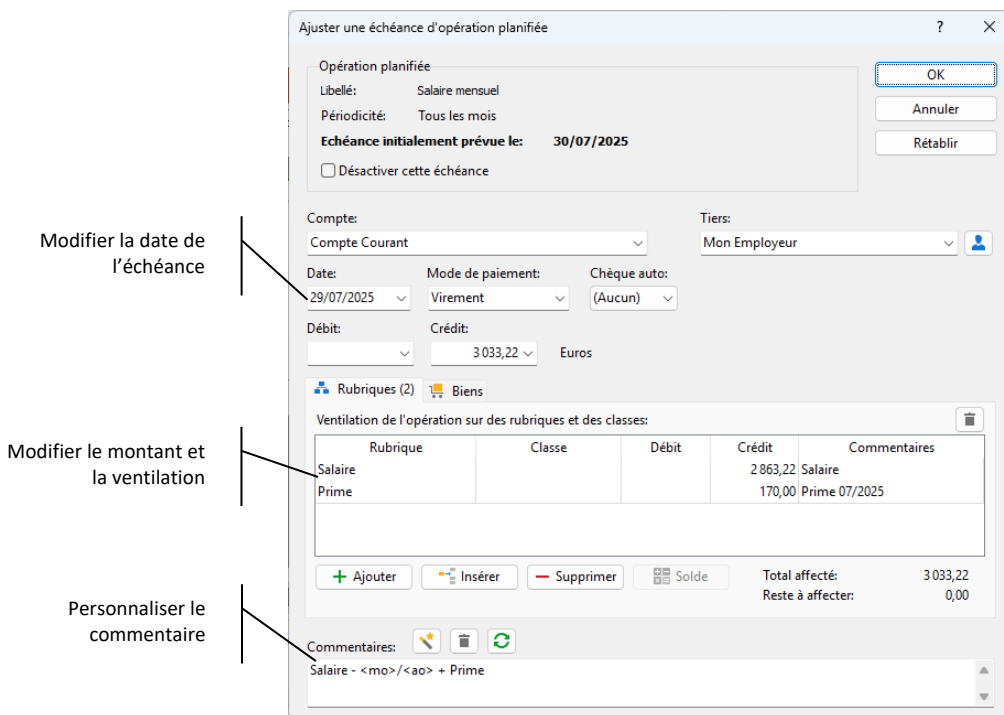 Ajuster une échéance d'opération planifiée ?
Opération planifiée
OK
Libellé: Salaire mensuel
Périodicité: Tous les mois
Annuler
Echéance initialement prévue le: 30/07/2025
Rétablir
Désactiver cette échéance
Compte: Tiers:
Compte Courant Mon Employeur
Modifier la date de
l'échéance
Date: Mode de paiement: Chèque auto:
29/07/2025 Virement (Aucun)
Débit: Crédit:
3 033,22 Euros
Rubriques (2) Biens
Ventilation de l'opération sur des rubriques et des classes:
Rubrique Classe Débit Crédit Commentaires
Modifier le montant et
la ventilation
Salaire 2 863,22 Salaire
Prime 170,00 Prime 07/2025
Ajouter Insérer Supprimer Solde
Total affecté: 3 033,22
Reste à affecter: 0,00
Personnaliser le
commentaire
Commentaires:
Salaire - <mo>/<ao> + Prime